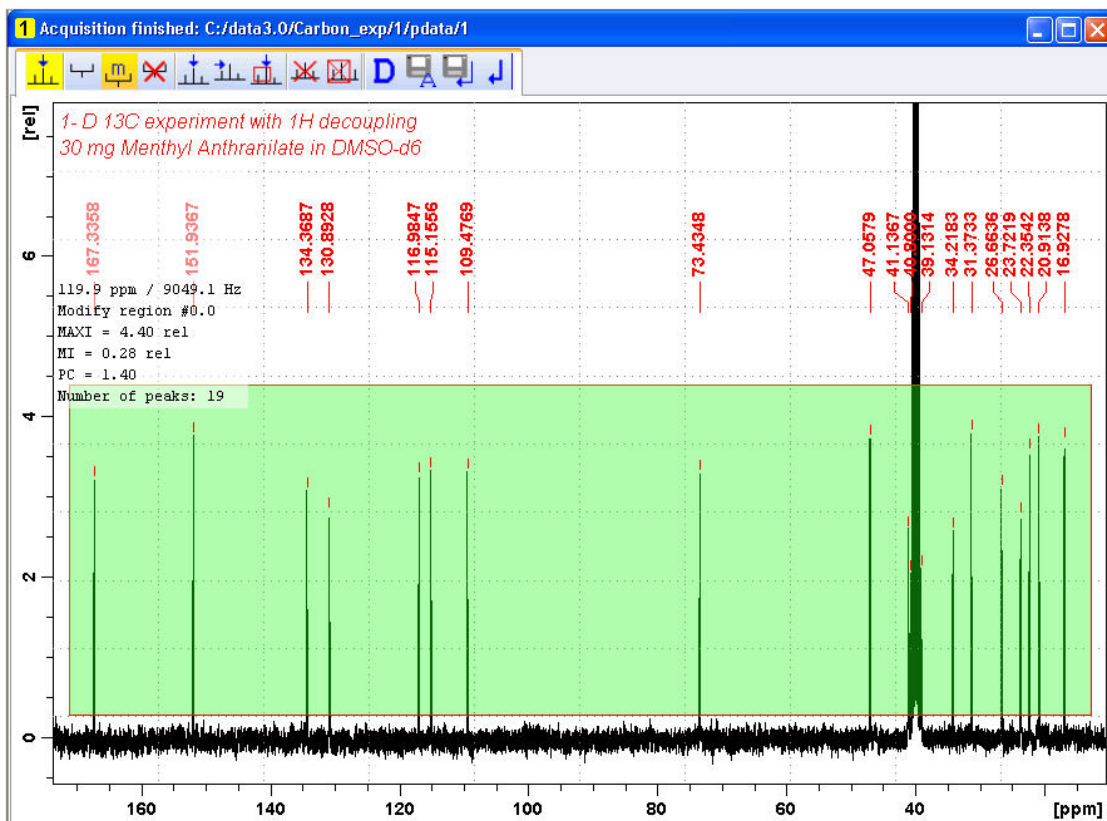 1 Acquisition finished: C:/data3.0/Carbon_exp/1/pdata/1
m D A
[rel]
1- D 13C experiment with 1H decoupling
30 mg Menthyl Anthranilate in DMSO-d6
167.3358
151.9367
134.3687
130.8928
116.9847
115.1556
109.4769
73.4348
47.0579
41.1367
39.1314
34.2183
31.3733
26.6636
23.7219
22.3542
20.9138
16.9278
119.9 ppm / 9049.1 Hz
Modify region #0.0
MAXI = 4.40 rel
MI = 0.28 rel
PC = 1.40
Number of peaks: 19
6
4
2
0
160 140 120 100 80 60 40 [ppm]